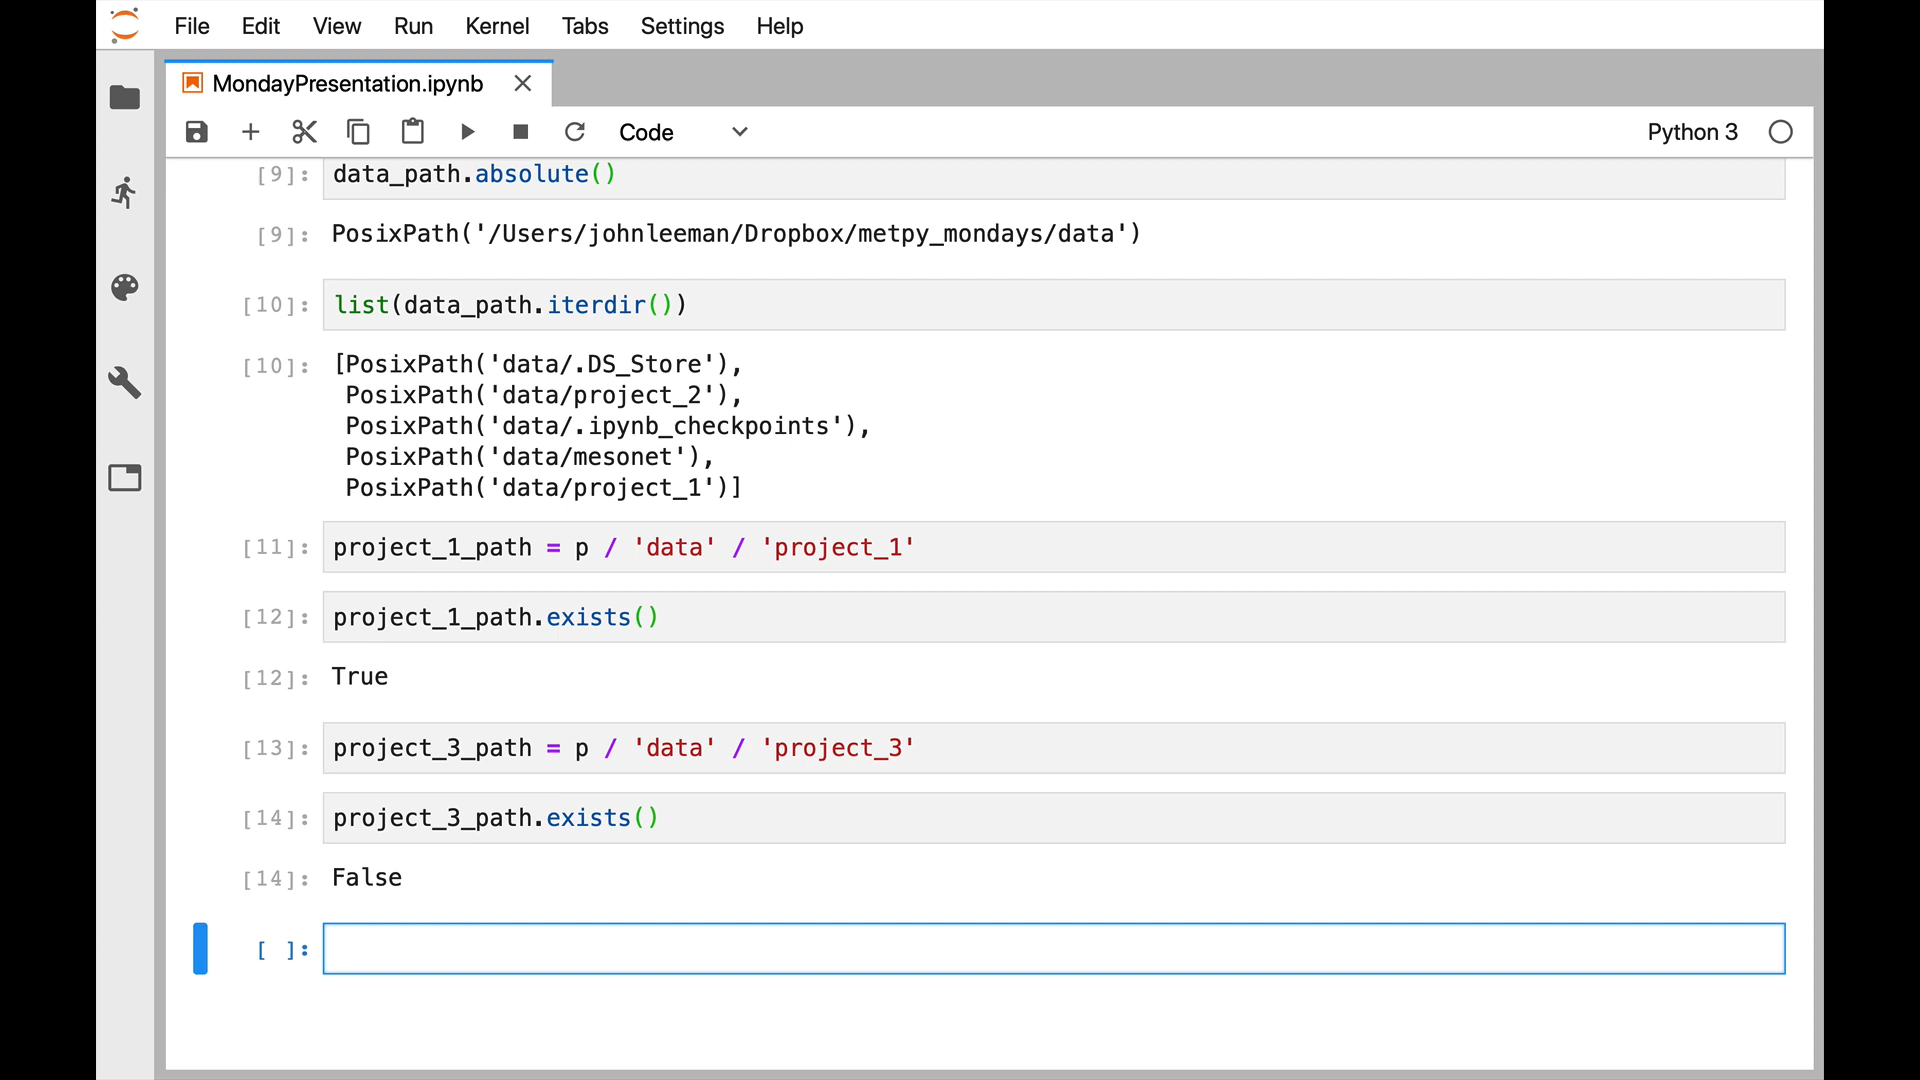 File Edit View Run Kernel Tabs Settings Help
MondayPresentation.ipynb
Code Python 3
[9]: data_path.absolute()
[9]: PosixPath('/Users/johnleeman/Dropbox/metpy_mondays/data')
[10]: list(data_path.iterdir())
[10]: [PosixPath('data/.DS_Store'),
PosixPath('data/project_2'),
PosixPath('data/.ipynb_checkpoints'),
PosixPath('data/mesonet'),
PosixPath('data/project_1')]
[11]: project_1_path = p / 'data' / 'project_1'
[12]: project_1_path.exists()
[12]: True
[13]: project_3_path = p / 'data' / 'project_3'
[14]: project_3_path.exists()
[14]: False
[ ]: